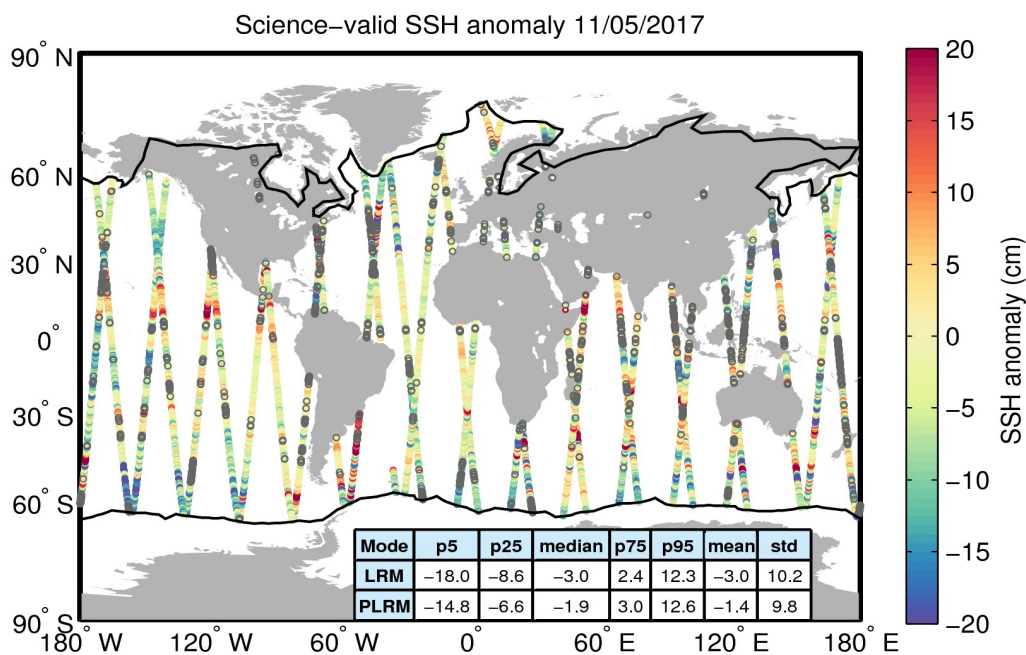 Science−valid SSH anomaly 11/05/2017
90° N
60° N
30° N
0°
30° S
60° S
90° S
180° W
120° W
60° W
0°
60° E
120° E
180° E
Mode p5 p25 median p75 p95 mean std
LRM −18.0 −8.6 −3.0 2.4 12.3 −3.0 10.2
PLRM −14.8 −6.6 −1.9 3.0 12.6 −1.4 9.8
20
15
10
5
0
−5
−10
−15
−20
SSH anomaly (cm)